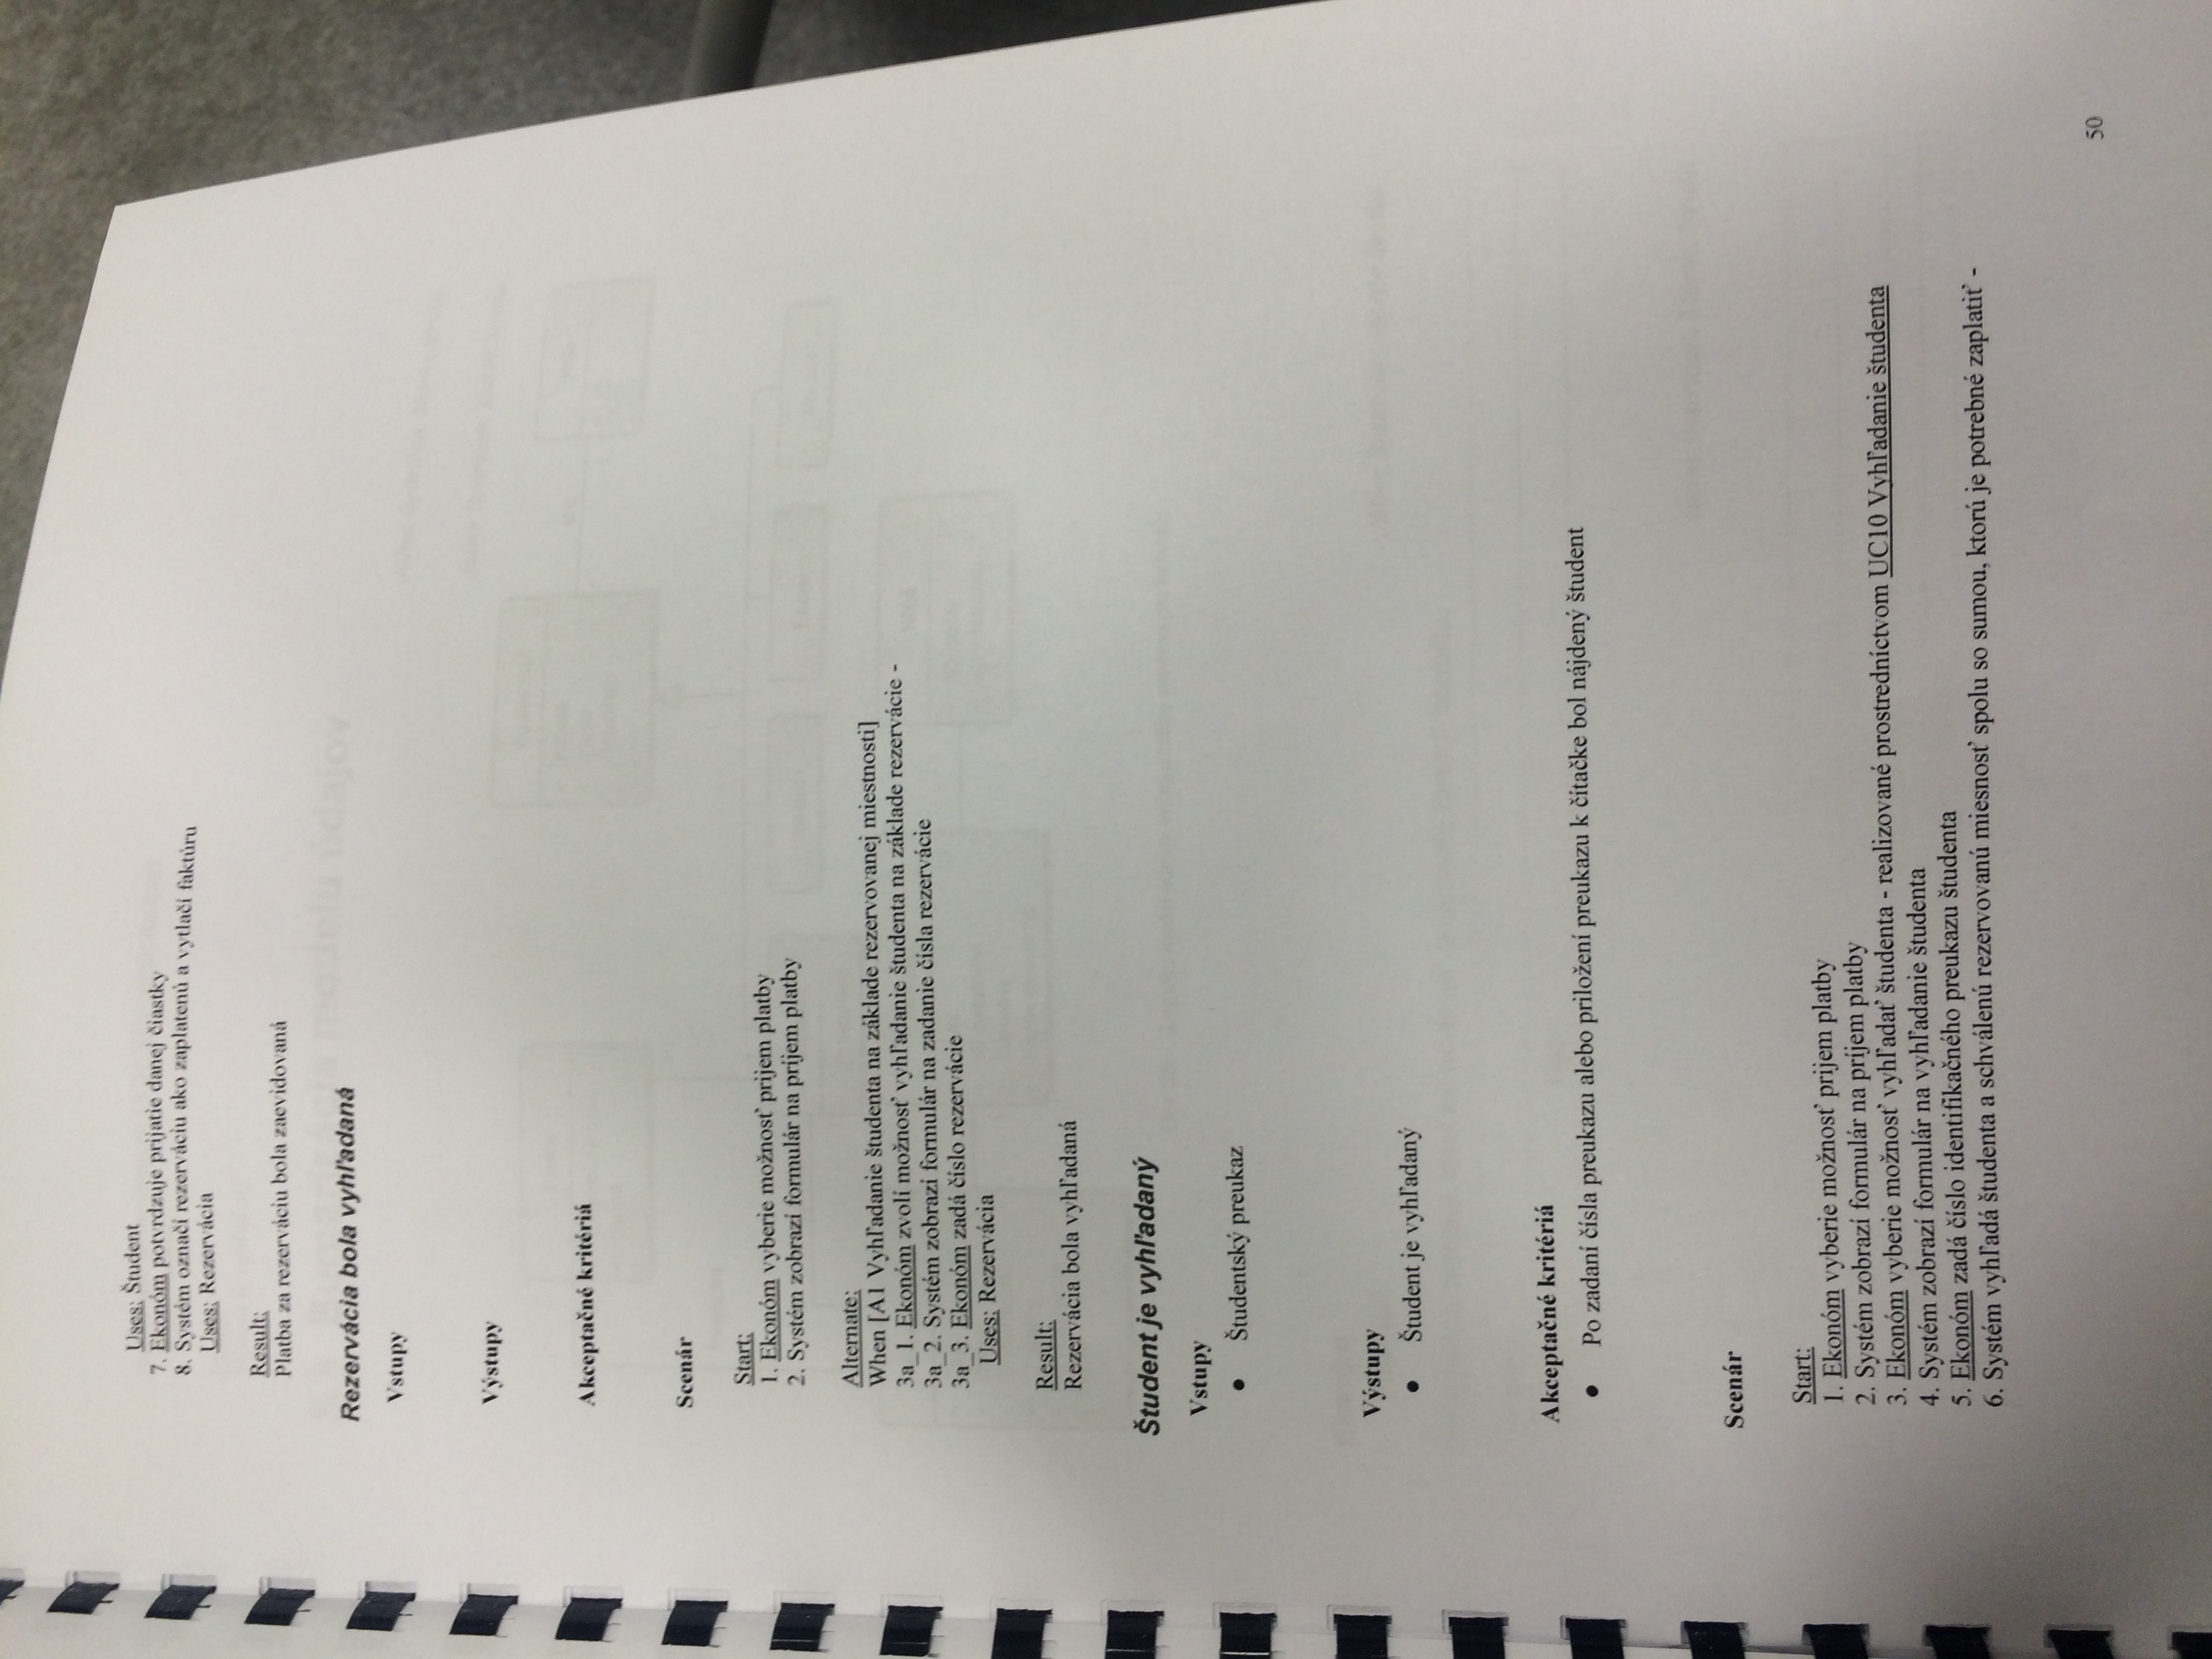 Uses: Študent
7. Ekonóm potvrdzuje prijatie danej čiastky
8. Systém označí rezerváciu ako zaplatenú a vytlačí faktúru
Uses: Rezervácia
Result:
Platba za rezerváciu bola zaevidovaná
Rezervácia bola vyhľadaná
Vstupy
Výstupy
Akceptačné kritériá
Scenár
Start:
1. Ekonóm vyberie možnosť prijem platby
2. Systém zobrazí formulár na príjem platby
Alternate:
When [A1 Vyhľadanie študenta na základe rezervovanej miestnosti]
3a_1. Ekonóm zvolí možnosť vyhľadanie študenta na základe rezervácie -
3a_2. Systém zobrazí formulár na zadanie čísla rezervácie
3a_3. Ekonóm zadá číslo rezervácie
Uses: Rezervácia
Result:
Rezervácia bola vyhľadaná
Študent je vyhľadaný
Vstupy
● Študentský preukaz
Výstupy
● Študent je vyhľadaný
Akceptačné kritériá
● Po zadaní čísla preukazu alebo priložení preukazu k čítačke bol nájdený študent
Scenár
Start:
1. Ekonóm vyberie možnosť prijem platby
2. Systém zobrazí formulár na príjem platby
3. Ekonóm vyberie možnosť vyhľadať študenta - realizované prostredníctvom UC10 Vyhľadanie študenta
4. Systém zobrazí formulár na vyhľadanie študenta
5. Ekonóm zadá číslo identifikačného preukazu študenta
6. Systém vyhľadá študenta a schválenú rezervovanú miesnosť spolu so sumou, ktorú je potrebné zaplatiť -
50